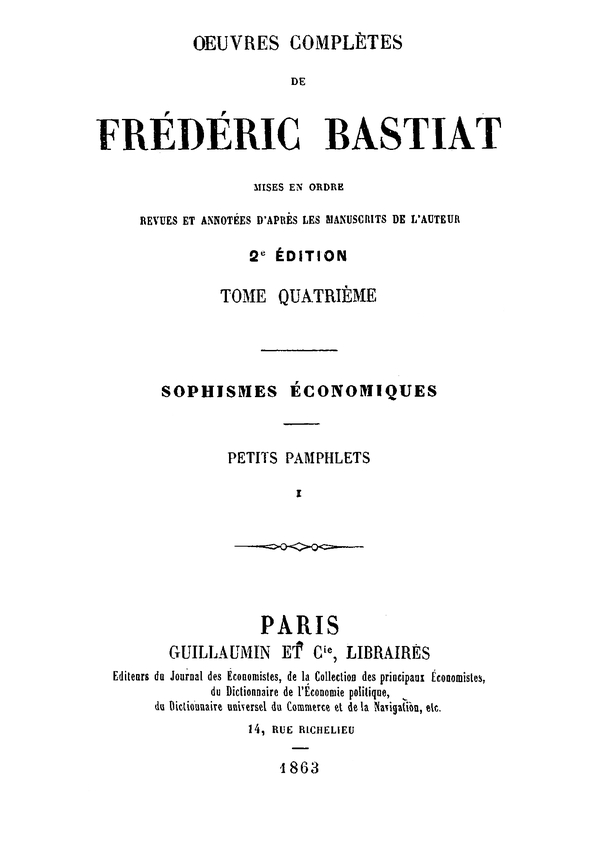 OEUVRES COMPLÈTES
DE
FRÉDÉRIC BASTIAT
MISES EN ORDRE
REVUES ET ANNOTÉES D'APRÈS LES MANUSCRITS DE L'AUTEUR
2e ÉDITION
TOME QUATRIÈME
SOPHISMES ÉCONOMIQUES
PETITS PAMPHLETS
I
PARIS
GUILLAUMIN ET Cie, LIBRAIRES
Editeurs du Journal des Économistes, de la Collection des principaux Économistes,
du Dictionnaire de l'Économie politique,
du Dictionnaire universel du Commerce et de la Navigation, etc.
14, RUE RICHELIEU
1863